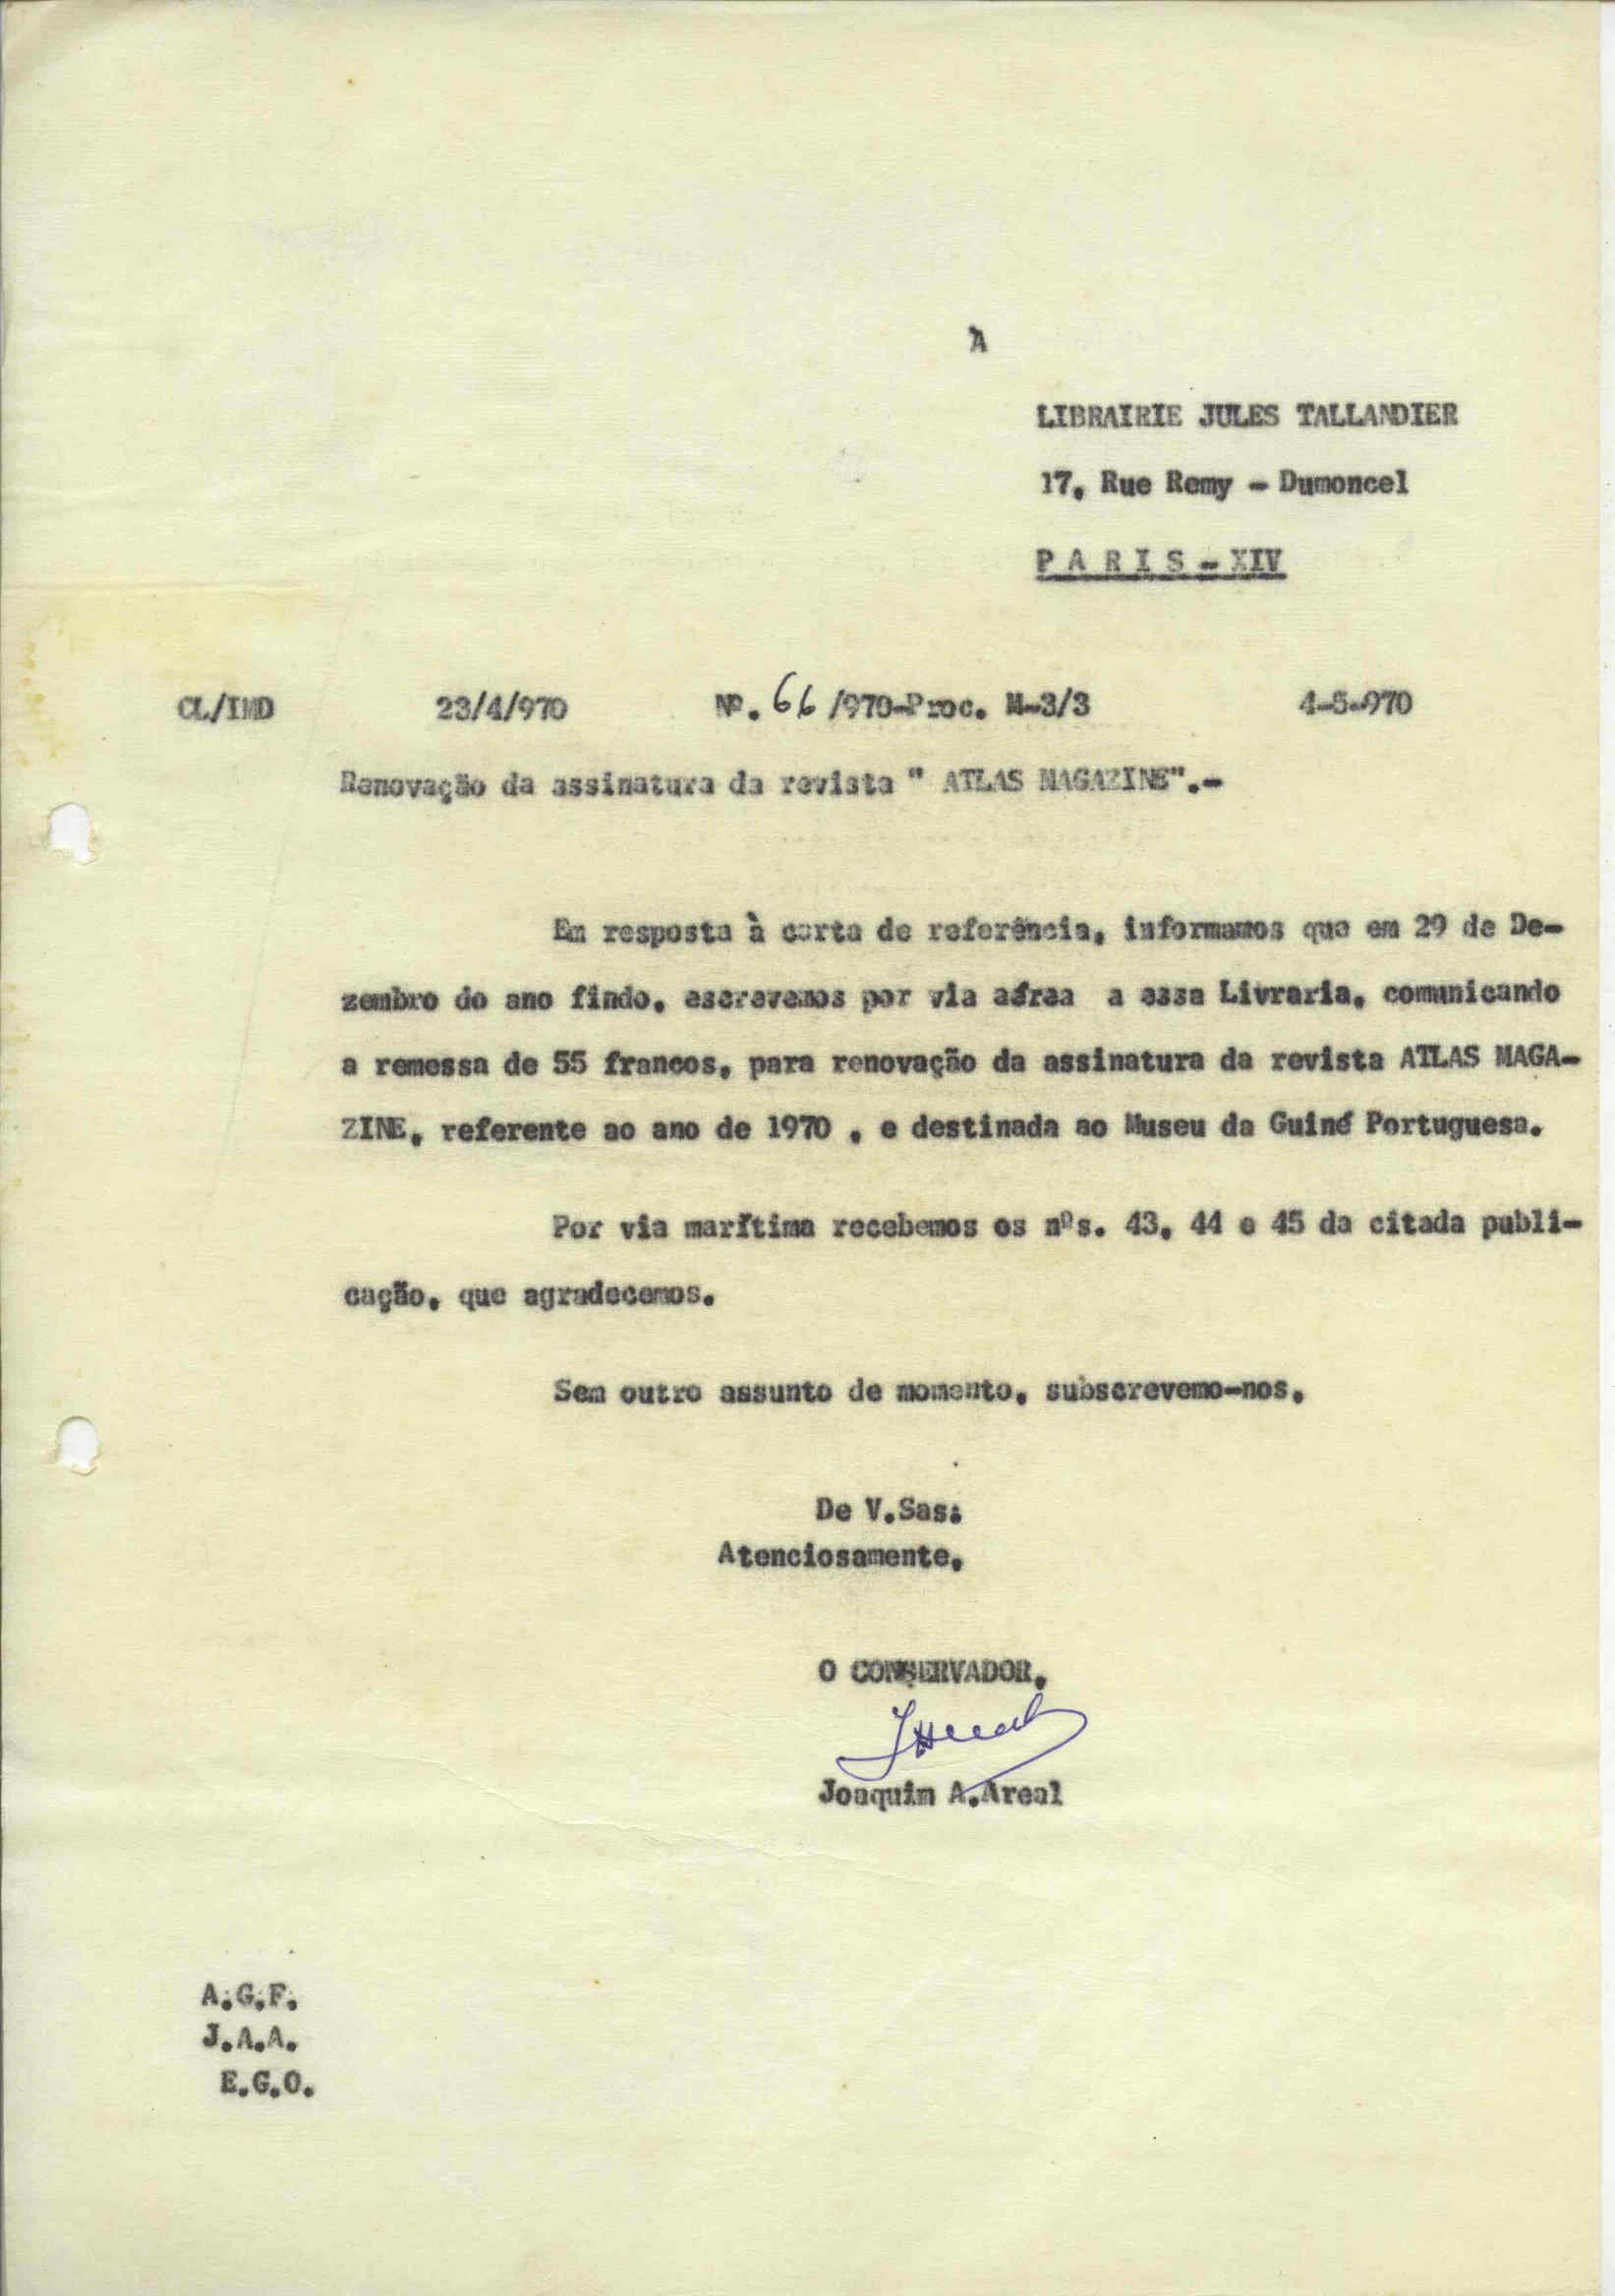 À
LIBRAIRIE JULES TALLANDIER
17, Rue Remy - Dumoncel
P A R I S - XIV
CL/IMD 23/4/970 Nº. 66 /970-Proc. M-3/3 4-5-970
Renovação da assinatura da revista " ATLAS MAGAZINE".-
Em resposta à carta de referência, informamos que em 29 de De-
zembro do ano findo, escrevemos por via aérea a essa Livraria, comunicando
a remessa de 55 francos, para renovação da assinatura da revista ATLAS MAGA-
ZINE, referente ao ano de 1970 , e destinada ao Museu da Guiné Portuguesa.
Por via marítima recebemos os nºs. 43, 44 e 45 da citada publi-
cação, que agradecemos.
Sem outro assunto de momento, subscrevemo-nos,
De V.Sas.
Atenciosamente,
O CONSERVADOR,
Joaquim A.Areal
A.G.F.
J.A.A.
E.G.O.